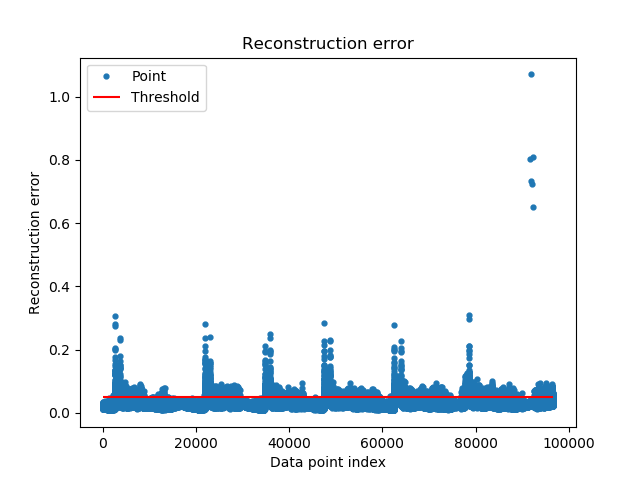 Reconstruction error
Point
Threshold
1.0
0.8
0.6
0.4
0.2
0.0
Reconstruction error
0
20000
40000
60000
80000
100000
Data point index